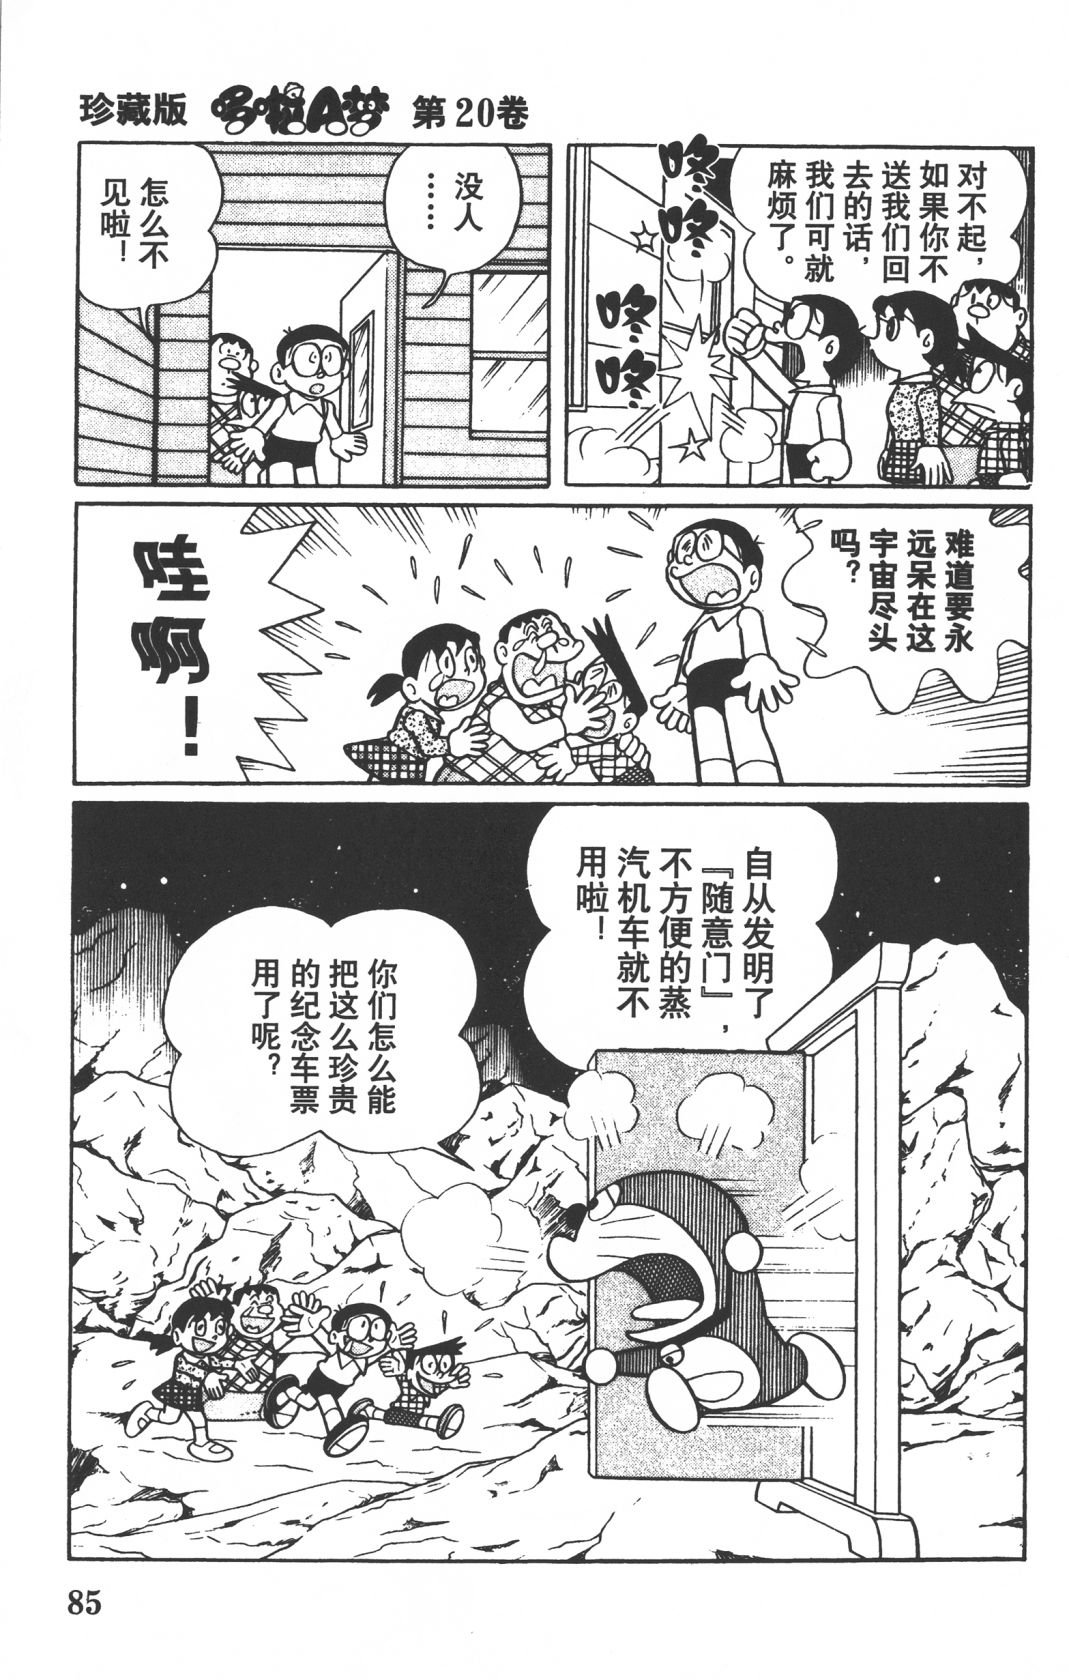 珍藏版 哆啦A梦 第20卷
对不起，
如果你不
送我们回
去的话，
我们可就
麻烦了。
咚
咚
咚
咚
没人
……
怎么不
见啦！
难道要永
远呆在这
宇宙尽头
吗？
哇啊！
自从发明了
『随意门』，
不方便的蒸
汽机车就不
用啦！
你们怎么能
把这么珍贵
的纪念车票
用了呢？
85